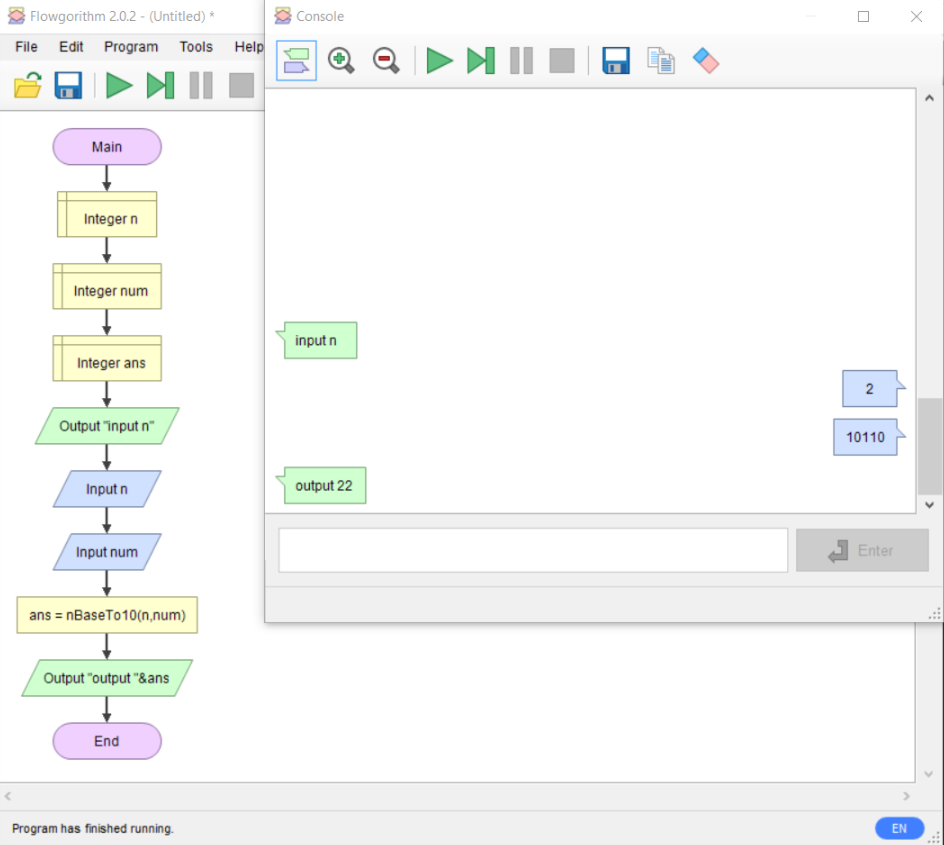 Flowgorithm 2.0.2 - (Untitled) *
File Edit Program Tools Help
Main
Integer n
Integer num
Integer ans
Output "input n"
Input n
Input num
ans = nBaseTo10(n,num)
Output "output "&ans
End
Console
input n
2
10110
output 22
Enter
Program has finished running.
EN